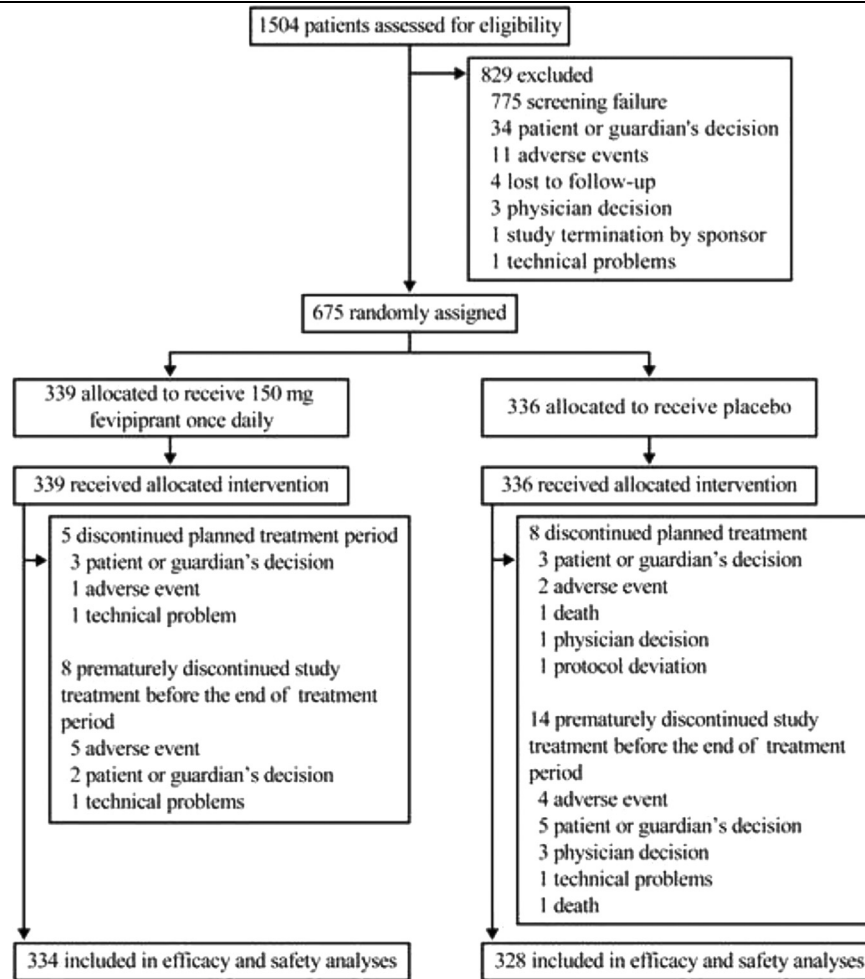 1504 patients assessed for eligibility
829 excluded
775 screening failure
34 patient or guardian's decision
11 adverse events
4 lost to follow-up
3 physician decision
1 study termination by sponsor
1 technical problems
675 randomly assigned
339 allocated to receive 150 mg
fevipiprant once daily
336 allocated to receive placebo
339 received allocated intervention
336 received allocated intervention
5 discontinued planned treatment period
3 patient or guardian's decision
1 adverse event
1 technical problem
8 prematurely discontinued study
treatment before the end of treatment
period
5 adverse event
2 patient or guardian's decision
1 technical problems
8 discontinued planned treatment
3 patient or guardian's decision
2 adverse event
1 death
1 physician decision
1 protocol deviation
14 prematurely discontinued study
treatment before the end of treatment
period
4 adverse event
5 patient or guardian's decision
3 physician decision
1 technical problems
1 death
334 included in efficacy and safety analyses
328 included in efficacy and safety analyses